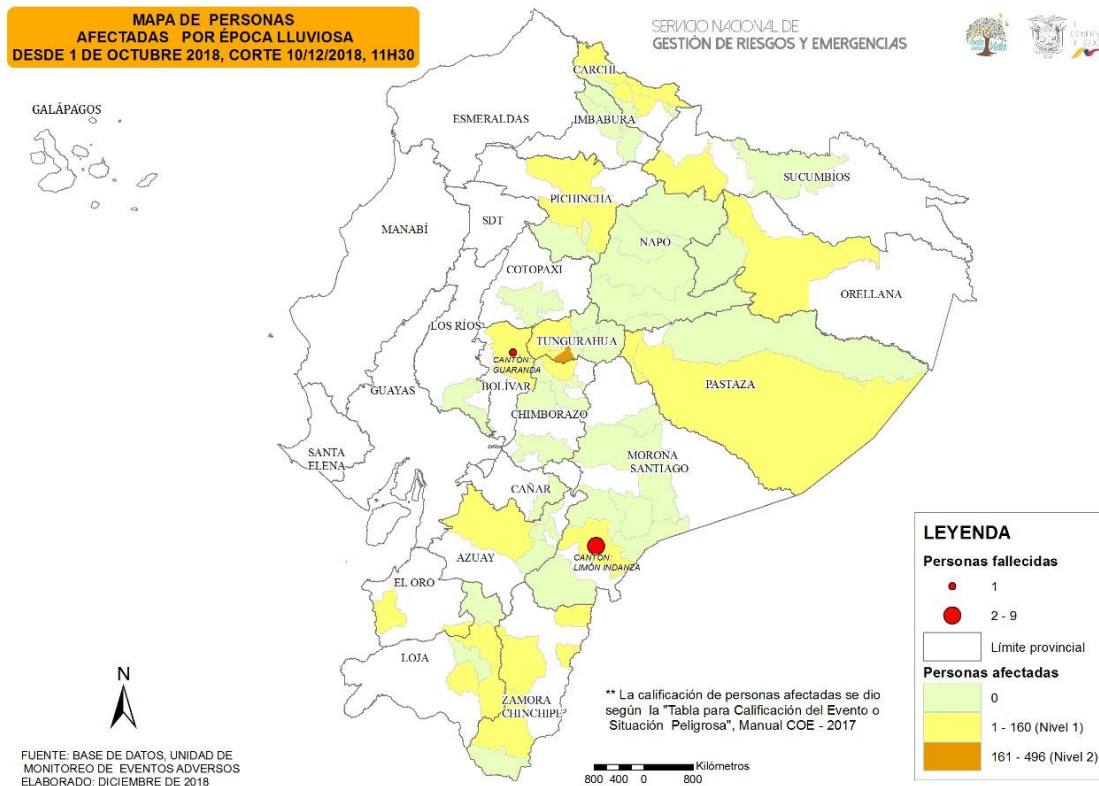 MAPA DE PERSONAS
AFECTADAS POR ÉPOCA LLUVIOSA
DESDE 1 DE OCTUBRE 2018, CORTE 10/12/2018, 11H30
SERVICIO NACIONAL DE
GESTIÓN DE RIESGOS Y EMERGENCIAS
GALÁPAGOS
CARCHI
ESMERALDAS
IMBABURA
SUCUMBÍOS
PICHINCHA
MANABÍ
SDT
NAPO
COTOPAXI
ORELLANA
LOS RÍOS
TUNGURAHUA
CANTÓN:
GUARANDA
PASTAZA
BOLÍVAR
GUAYAS
CHIMBORAZO
SANTA
ELENA
MORONA
SANTIAGO
CAÑAR
AZUAY
CANTÓN:
LIMÓN INDANZA
EL ORO
LOJA
ZAMORA
CHINCHIPE
LEYENDA
Personas fallecidas
1
2 - 9
Límite provincial
Personas afectadas
0
1 - 160 (Nivel 1)
161 - 496 (Nivel 2)
N
** La calificación de personas afectadas se dio
según la "Tabla para Calificación del Evento o
Situación Peligrosa", Manual COE - 2017
Kilómetros
800 400 0 800
FUENTE: BASE DE DATOS, UNIDAD DE
MONITOREO DE EVENTOS ADVERSOS
ELABORADO: DICIEMBRE DE 2018